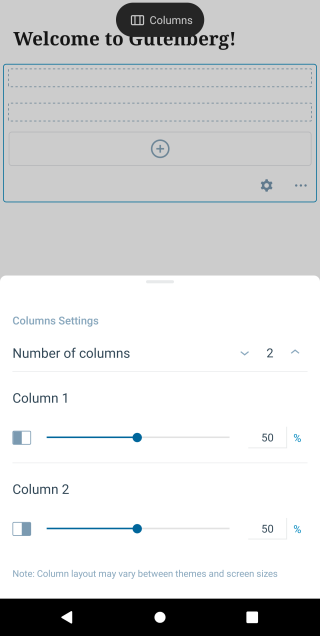 Columns
Welcome to Gutenberg!
Columns Settings
Number of columns 2
Column 1
50 %
Column 2
50 %
Note: Column layout may vary between themes and screen sizes